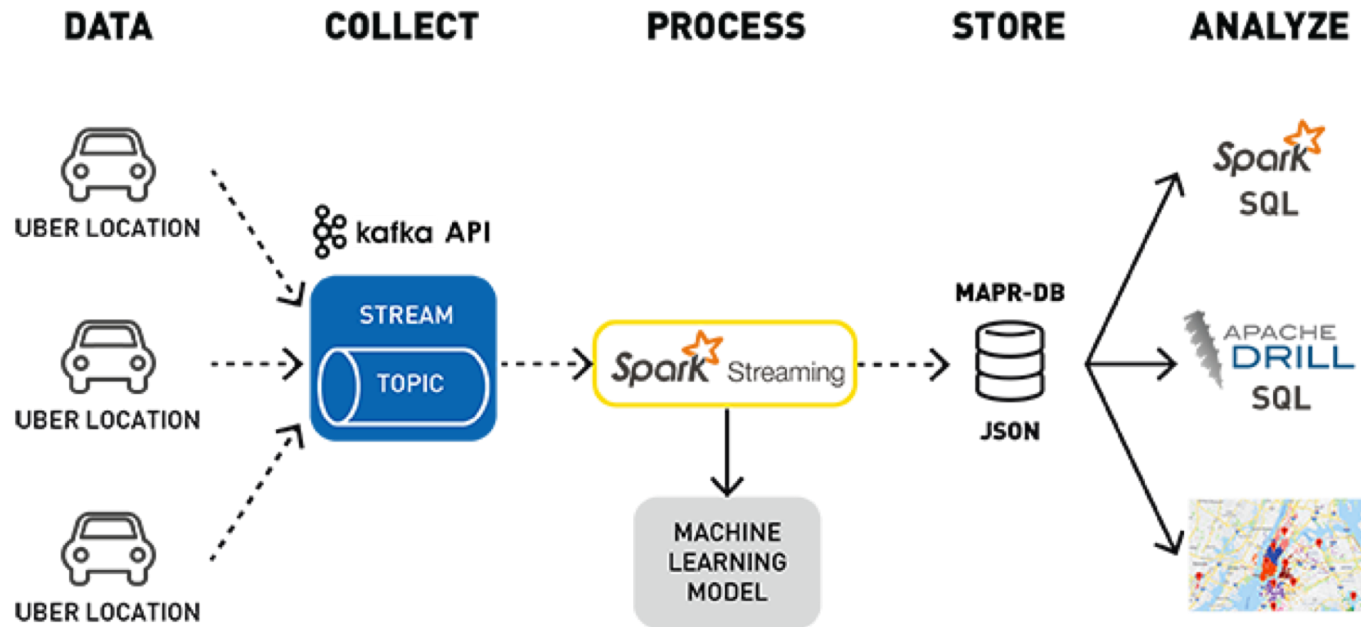 DATA
COLLECT
PROCESS
STORE
ANALYZE
UBER LOCATION
UBER LOCATION
UBER LOCATION
kafka API
STREAM
TOPIC
Spark Streaming
MACHINE
LEARNING
MODEL
MAPR-DB
JSON
Spark
SQL
APACHE
DRILL
SQL